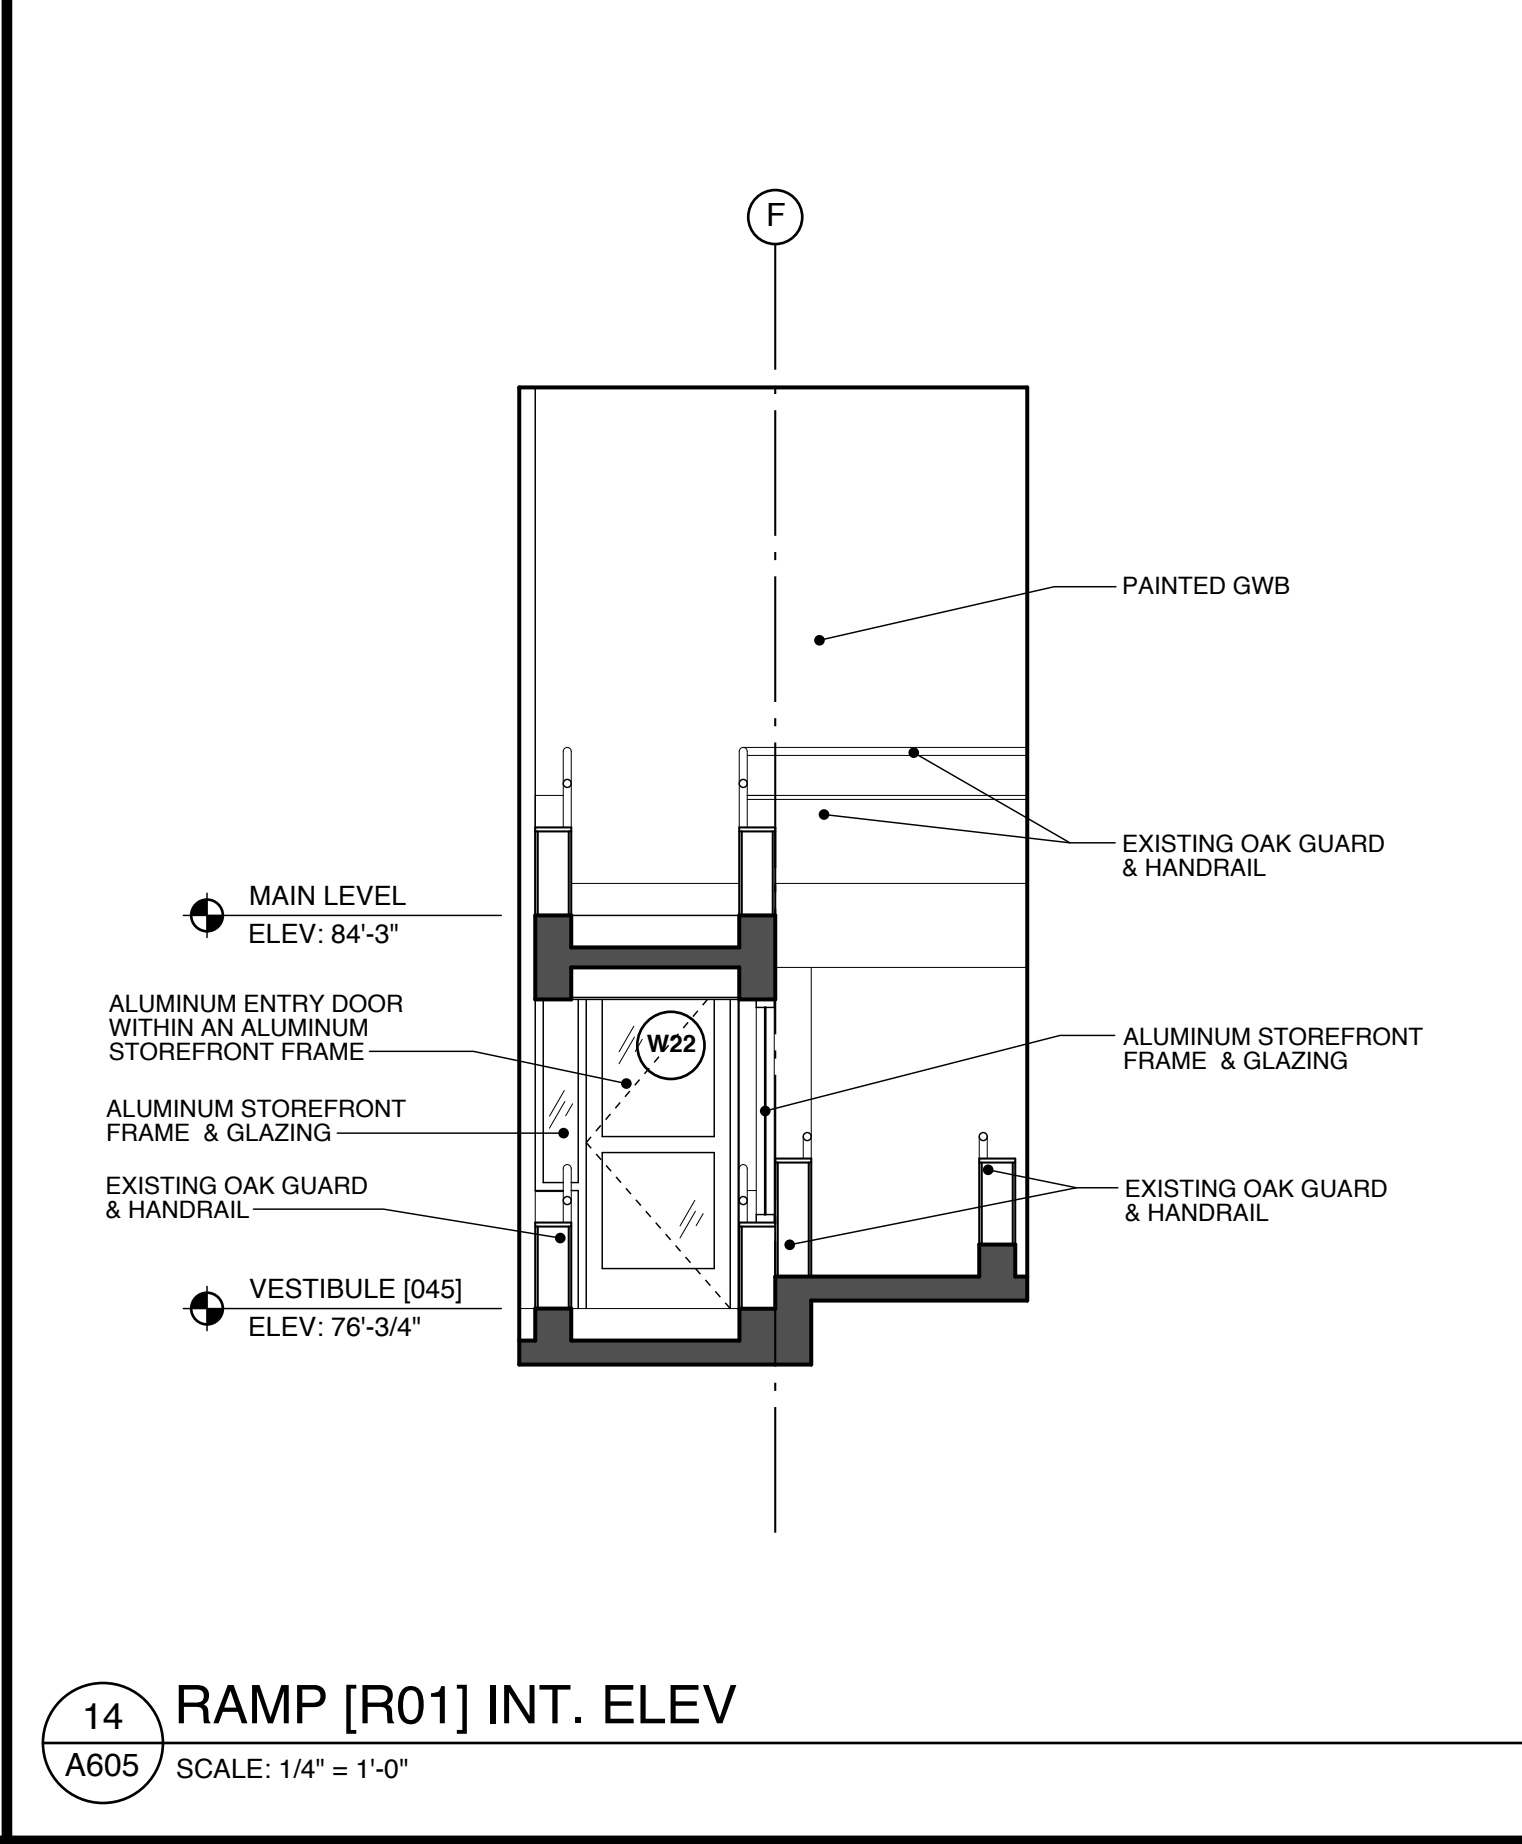 F
PAINTED GWB
EXISTING OAK GUARD
& HANDRAIL
MAIN LEVEL
ELEV: 84'-3"
ALUMINUM ENTRY DOOR
WITHIN AN ALUMINUM
STOREFRONT FRAME
W22
ALUMINUM STOREFRONT
FRAME & GLAZING
ALUMINUM STOREFRONT
FRAME & GLAZING
EXISTING OAK GUARD
& HANDRAIL
EXISTING OAK GUARD
& HANDRAIL
VESTIBULE [045]
ELEV: 76'-3/4"
14
A605
RAMP [R01] INT. ELEV
SCALE: 1/4" = 1'-0"